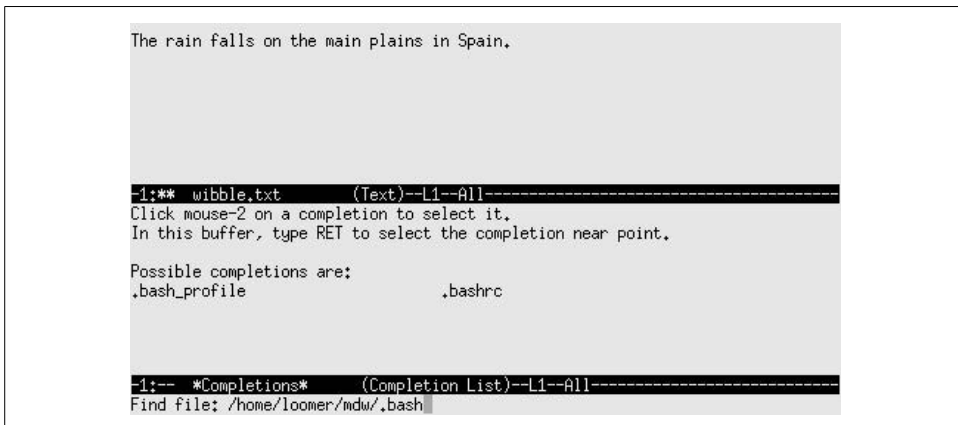 The rain falls on the main plains in Spain.
-1:** wibble.txt (Text)--L1--All----------------------------------------
Click mouse-2 on a completion to select it.
In this buffer, type RET to select the completion near point.
Possible completions are:
.bash_profile .bashrc
-1:-- *Completions* (Completion List)--L1--All----------------------------
Find file: /home/loomer/mdw/.bash